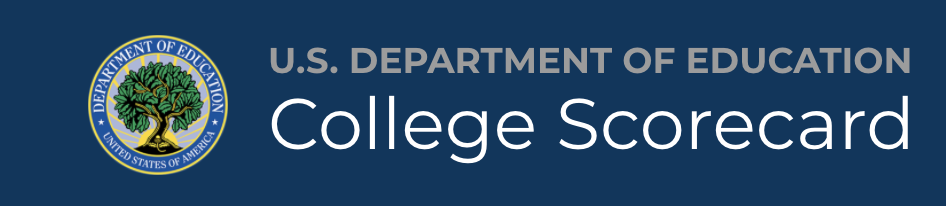 DEPARTMENT OF EDUCATION
UNITED STATES OF AMERICA
U.S. DEPARTMENT OF EDUCATION
College Scorecard